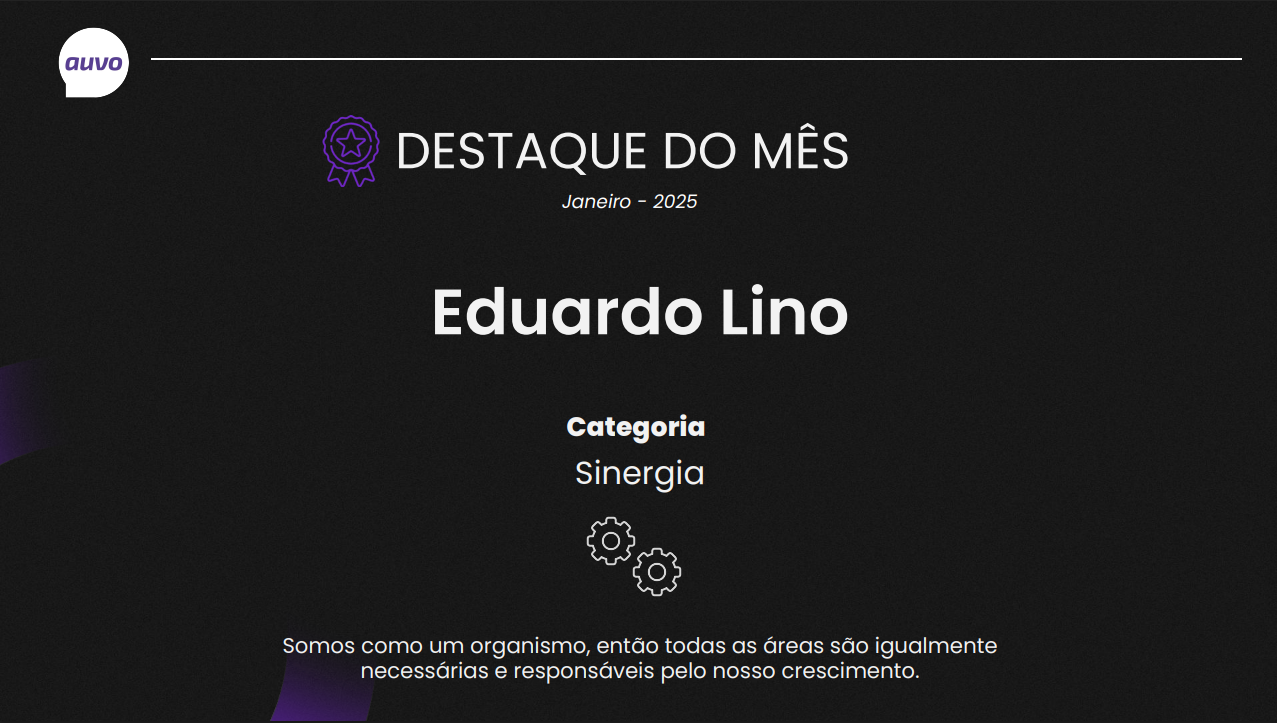 auvo
DESTAQUE DO MÊS
Janeiro - 2025
Eduardo Lino
Categoria
Sinergia
Somos como um organismo, então todas as áreas são igualmente
necessárias e responsáveis pelo nosso crescimento.